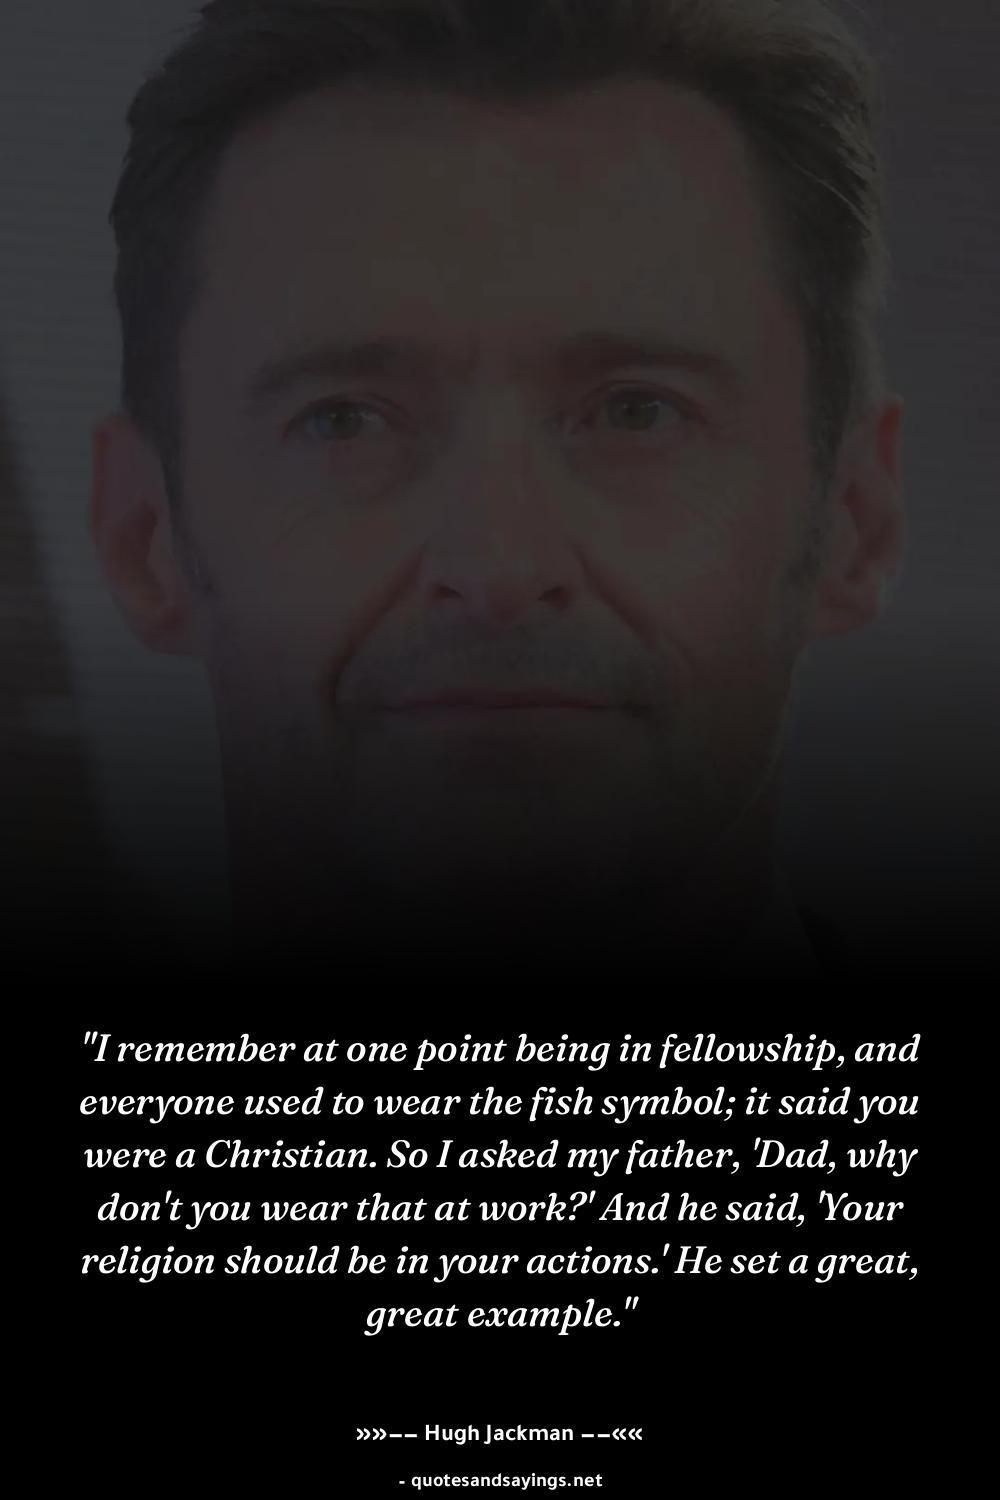 "I remember at one point being in fellowship, and
everyone used to wear the fish symbol; it said you
were a Christian. So I asked my father, 'Dad, why
don't you wear that at work?' And he said, 'Your
religion should be in your actions.' He set a great,
great example."
»»−− Hugh Jackman −−««
- quotesandsayings.net